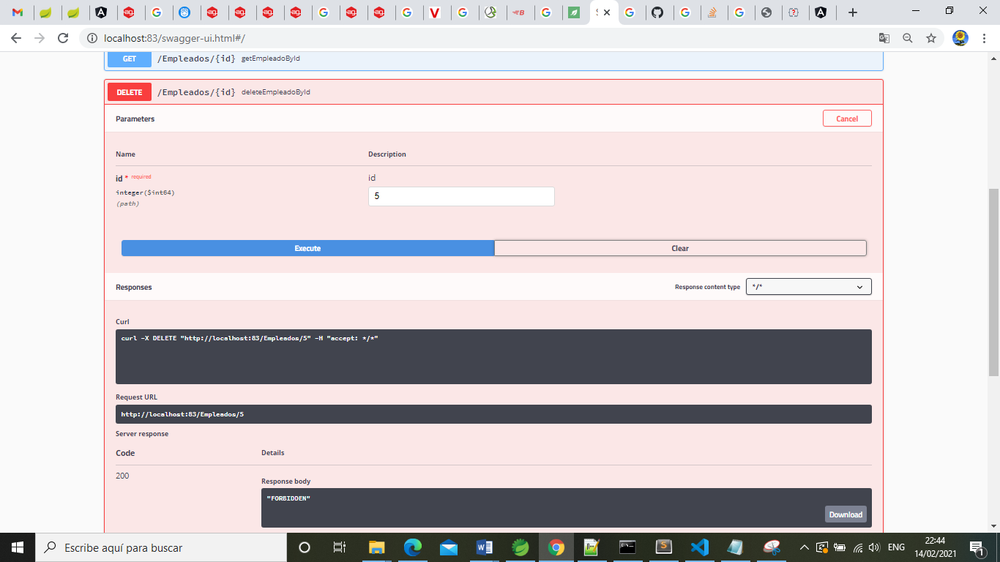 localhost:83/swagger-ui.html#/
GET /Empleados/{id} getEmpleadoById
DELETE /Empleados/{id} deleteEmpleadoById
Parameters
Cancel
Name Description
id * required
id
integer($int64)
5
(path)
Execute
Clear
Responses
Response content type
*/*
Curl
curl -X DELETE "http://localhost:83/Empleados/5" -H "accept: */*"
Request URL
http://localhost:83/Empleados/5
Server response
Code Details
200
Response body
"FORBIDDEN"
Download
Escribe aquí para buscar
ENG
22:44
14/02/2021
1